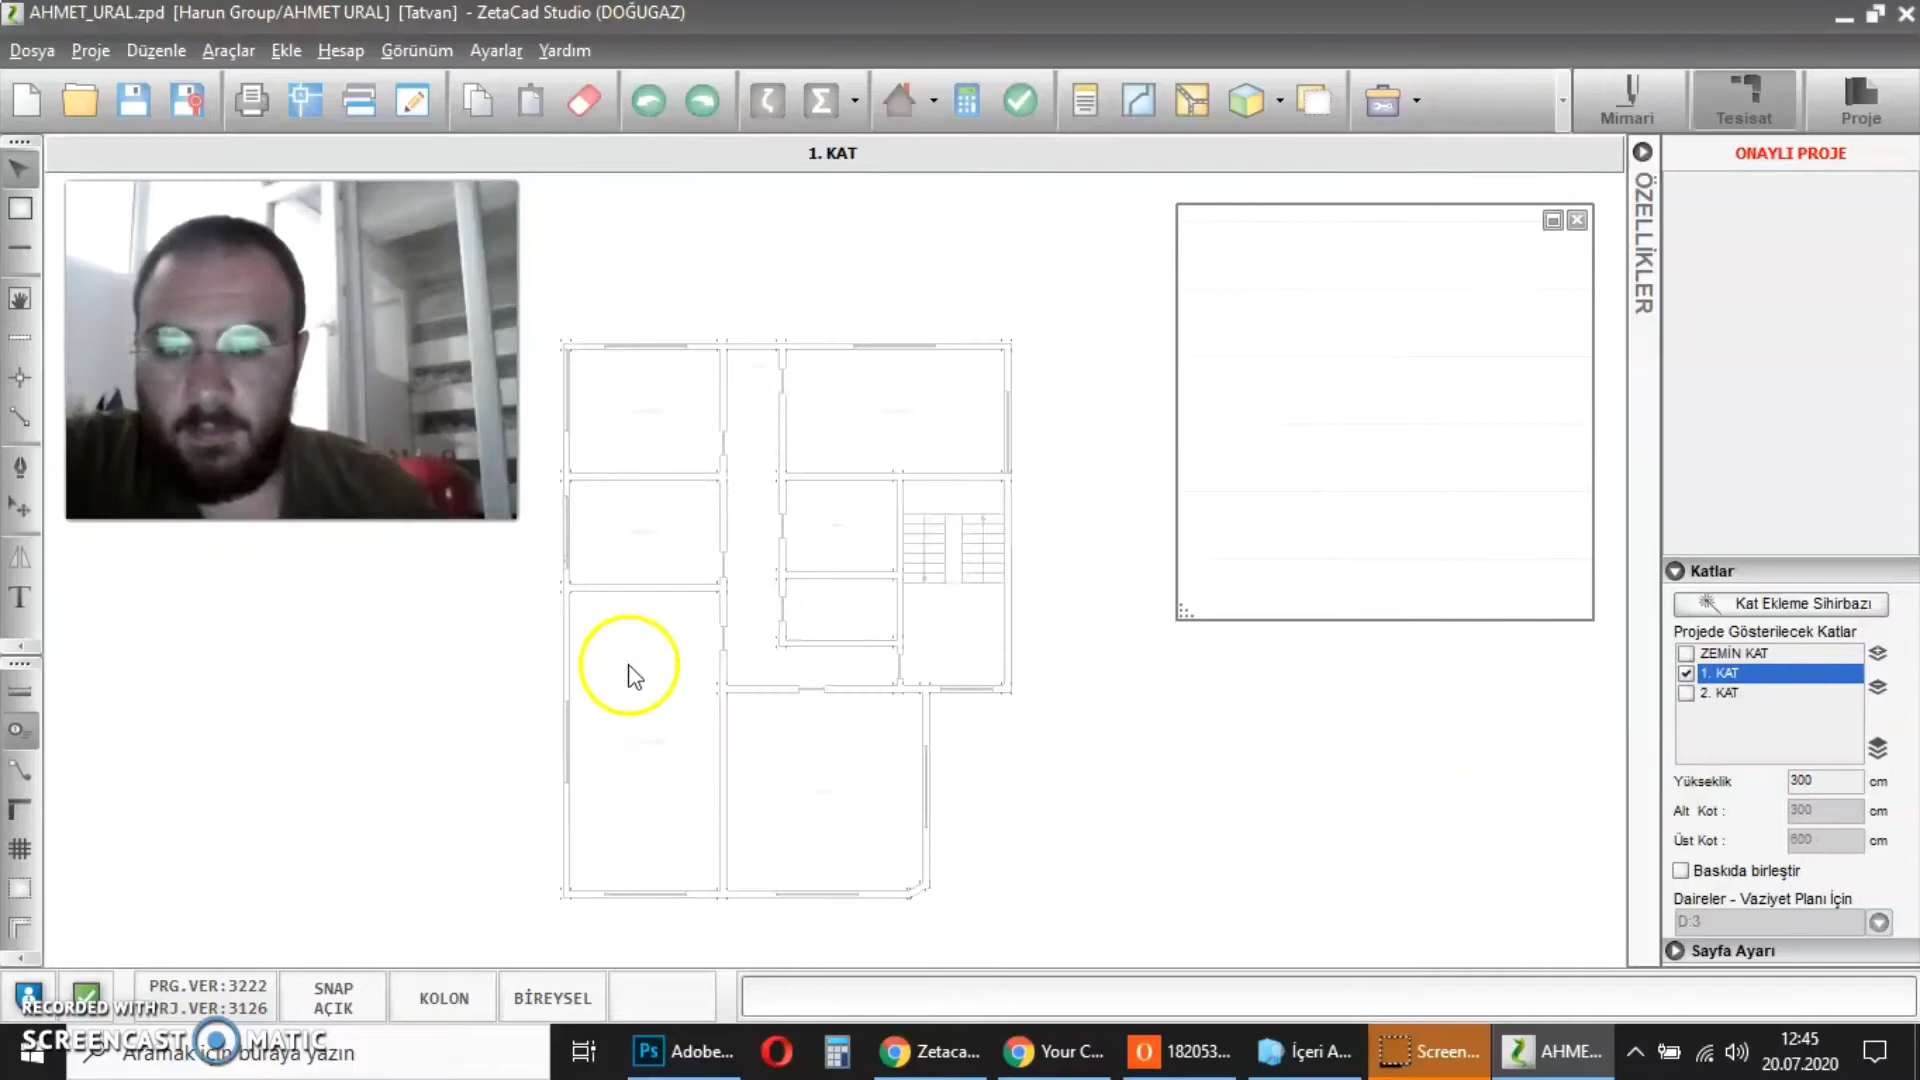 AHMET_URAL.zpd [Harun Group/AHMET URAL] [Tatvan] - ZetaCad Studio (DOĞUGAZ)
Dosya Proje Düzenle Araçlar Ekle Hesap Görünüm Ayarlar Yardım
Mimari Tesisat Proje
1. KAT
ONAYLI PROJE
ÖZELLİKLER
Katlar
Kat Ekleme Sihirbazı
Projede Gösterilecek Katlar
ZEMİN KAT
1. KAT
2. KAT
Yükseklik 300 cm
Alt Kot : 300 cm
Üst Kot : 600 cm
Baskıda birleştir
Daireler - Vaziyet Planı İçin
D:3
Sayfa Ayarı
PRG.VER:3222
PRJ.VER:3126
SNAP AÇIK
KOLON
BİREYSEL
RECORDED WITH
SCREENCAST MATIC
Aramak için buraya yazın
Ps Adobe... Zetaca... Your C... 182053... İçeri A... Screen... AHME...
12:45
20.07.2020